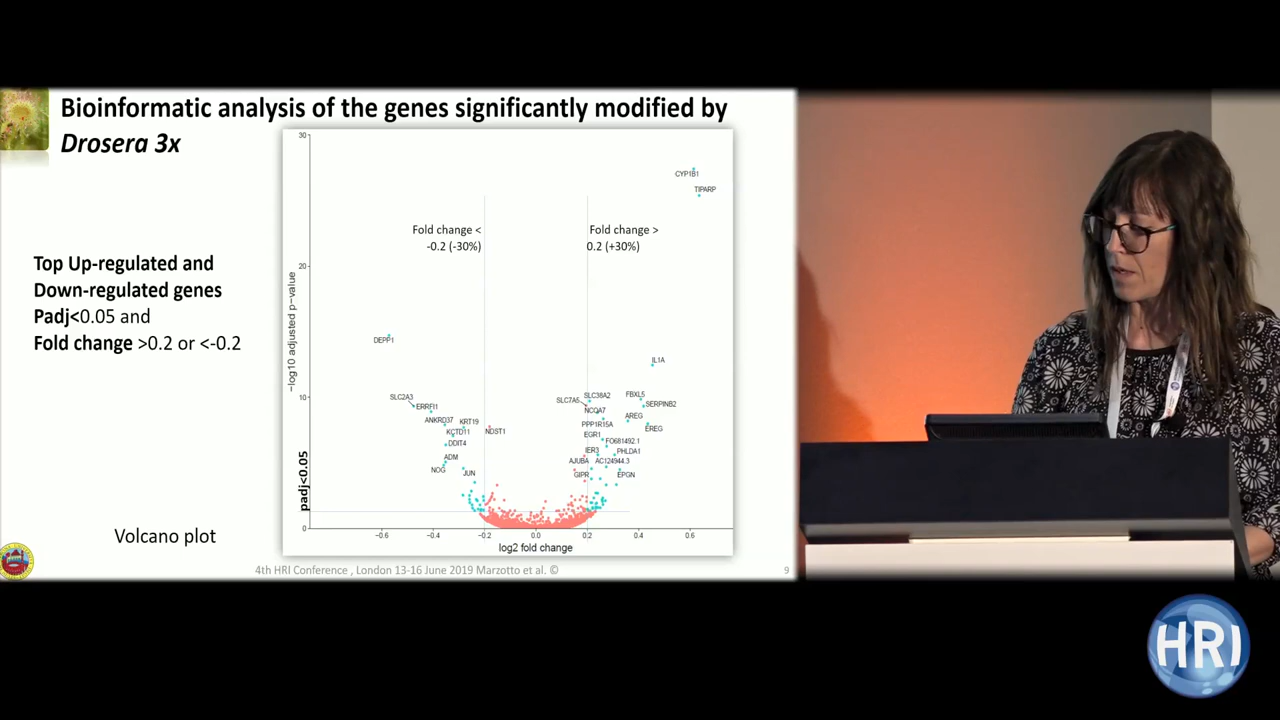 Bioinformatic analysis of the genes significantly modified by
Drosera 3x
Top Up-regulated and
Down-regulated genes
Padj<0.05 and
Fold change >0.2 or <-0.2
Volcano plot
30
20
10
0
−log10 adjusted p-value
padj<0.05
Fold change <
-0.2 (-30%)
Fold change >
0.2 (+30%)
CYP1B1
TIPARP
DEPP1
IL1A
SLC2A3
ERRFI1
ANKRD37
KRT19
KCTD11
NDST1
DDIT4
ADM
NOG
JUN
SLC38A2
SLC7A5
NCOA7
FBXL5
SERPINB2
AREG
PPP1R15A
EREG
EGR1
FO681492.1
IER3
PHLDA1
AJUBA
AC124944.3
GIPR
EPGN
−0.6
−0.4
−0.2
0.0
0.2
0.4
0.6
log2 fold change
4th HRI Conference , London 13-16 June 2019 Marzotto et al. ©
9
HRI